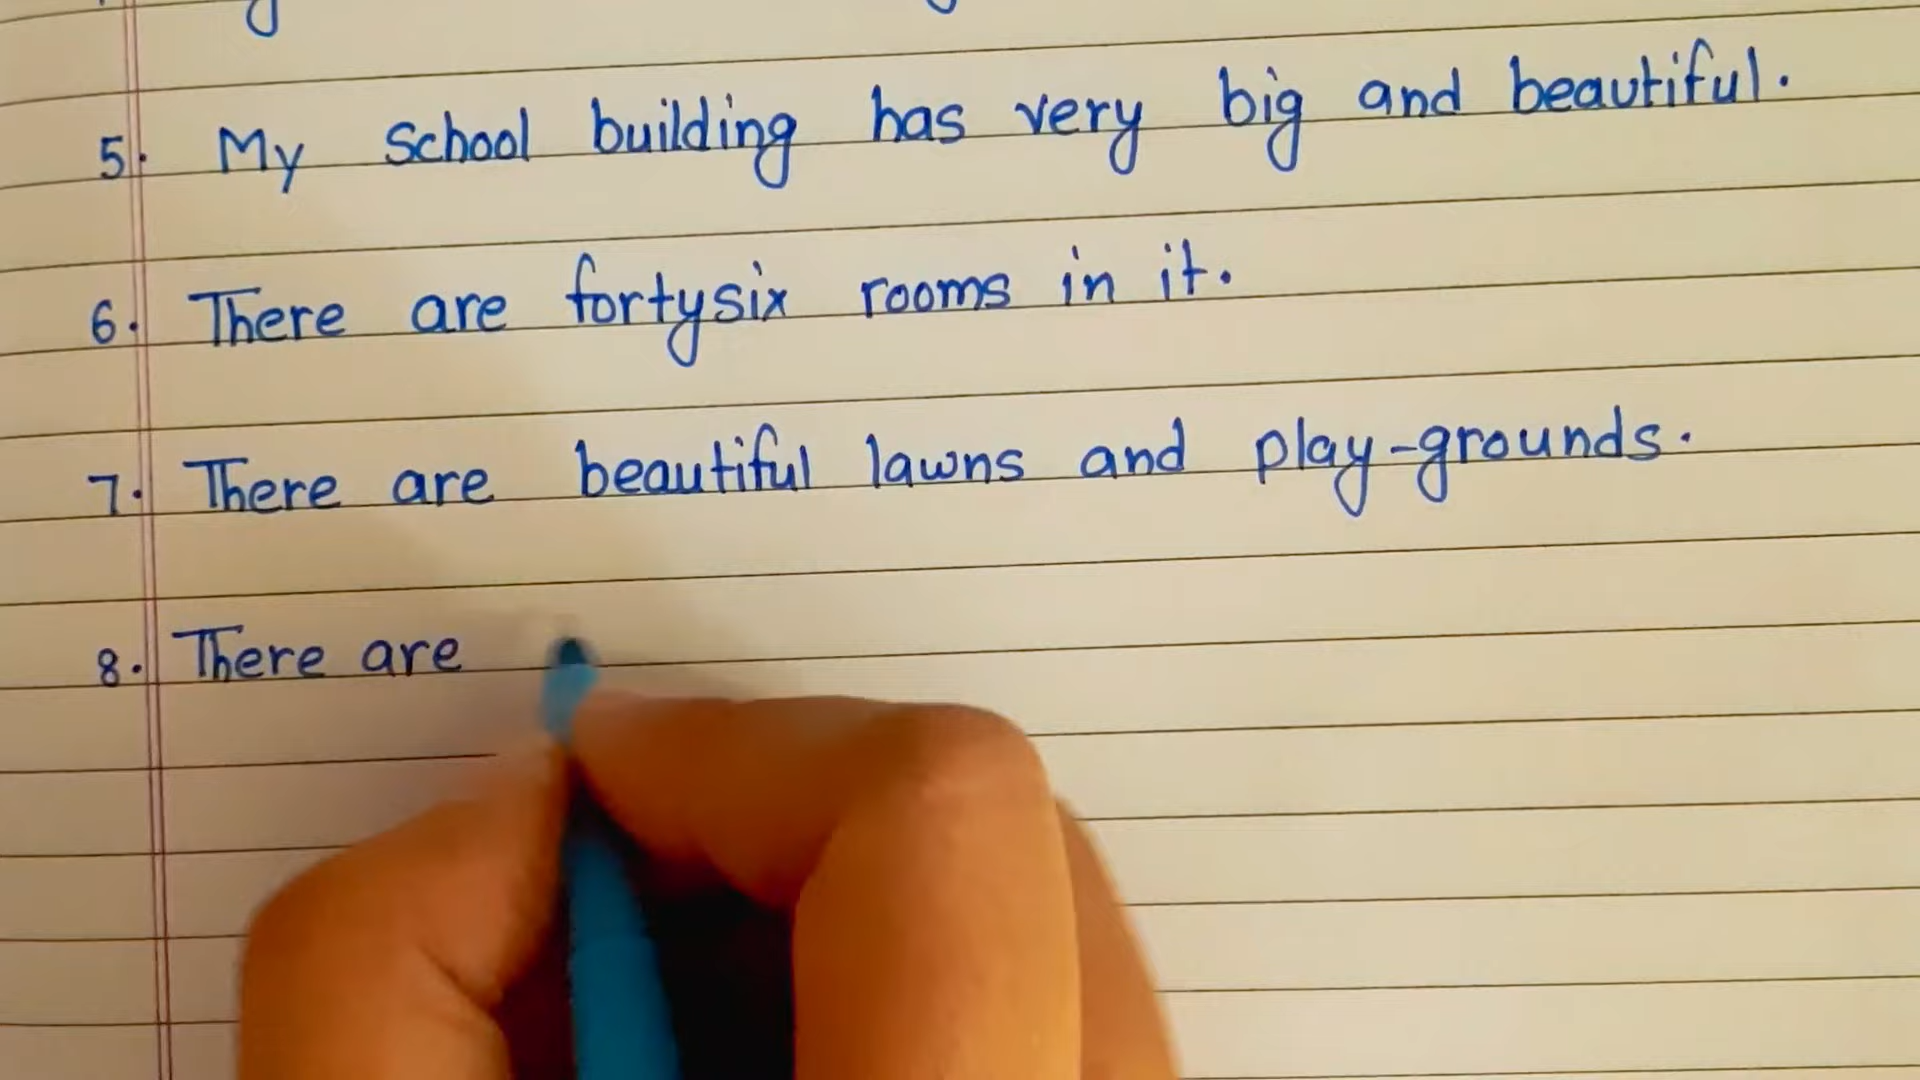 5. My school building has very big and beautiful.
6. There are fortysix rooms in it.
7. There are beautiful lawns and play-grounds.
8. There are